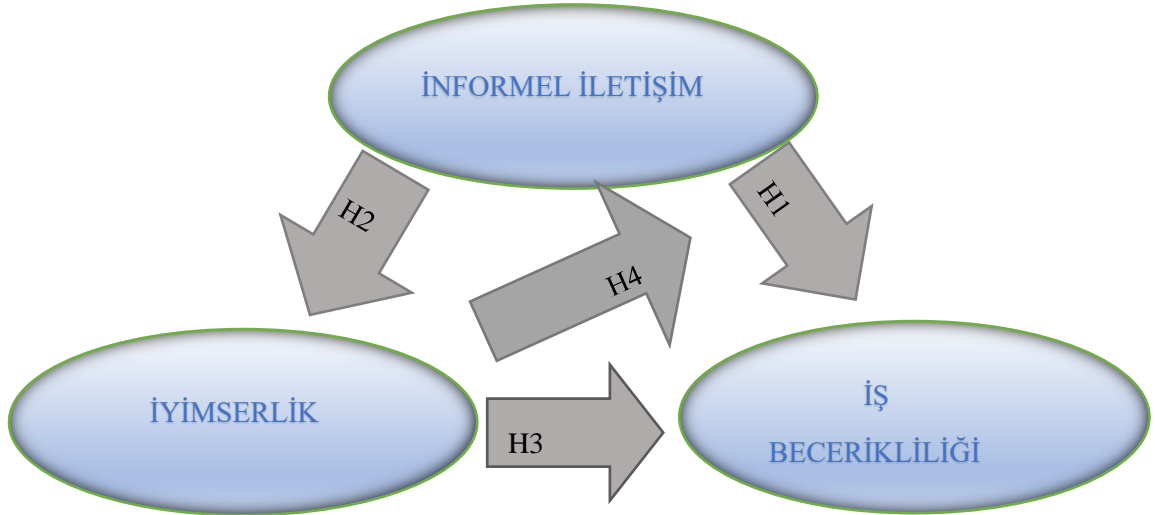 İNFORMEL İLETİŞİM
H2
H1
H4
İYİMSERLİK
İŞ
BECERİKLİLİĞİ
H3